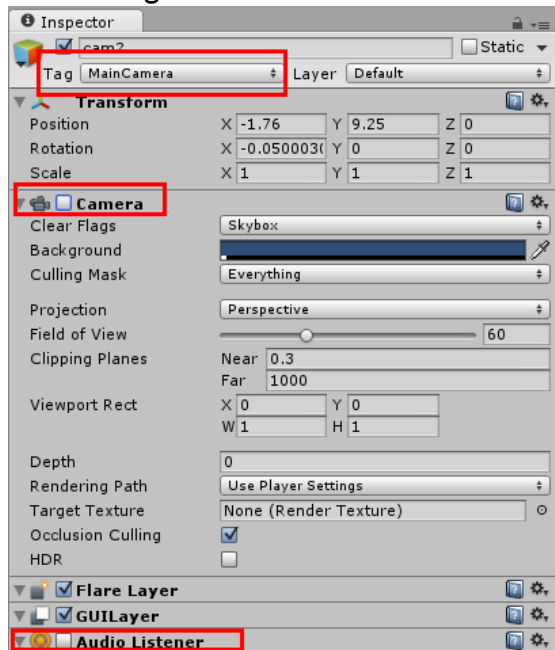 Inspector
cam2 Static
Tag MainCamera Layer Default
Transform
Position X -1.76 Y 9.25 Z 0
Rotation X -0.050003( Y 0 Z 0
Scale X 1 Y 1 Z 1
Camera
Clear Flags Skybox
Background
Culling Mask Everything
Projection Perspective
Field of View 60
Clipping Planes Near 0.3
Far 1000
Viewport Rect X 0 Y 0
W 1 H 1
Depth 0
Rendering Path Use Player Settings
Target Texture None (Render Texture)
Occlusion Culling
HDR
Flare Layer
GUILayer
Audio Listener